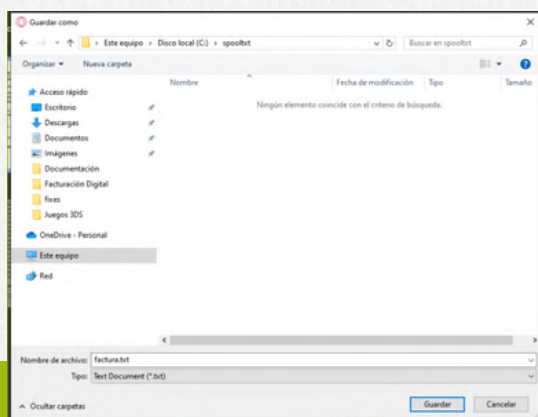 Guardar como
Este equipo > Disco local (C:) > spooltxt
Buscar en spooltxt
Organizar
Nueva carpeta
Nombre
Fecha de modificación
Tipo
Tamaño
Ningún elemento coincide con el criterio de búsqueda.
Acceso rápido
Escritorio
Descargas
Documentos
Imágenes
Documentación
Facturación Digital
fixes
Juegos 3DS
OneDrive - Personal
Este equipo
Red
Nombre de archivo: factura.txt
Tipo: Text Document (*.txt)
Ocultar carpetas
Guardar
Cancelar